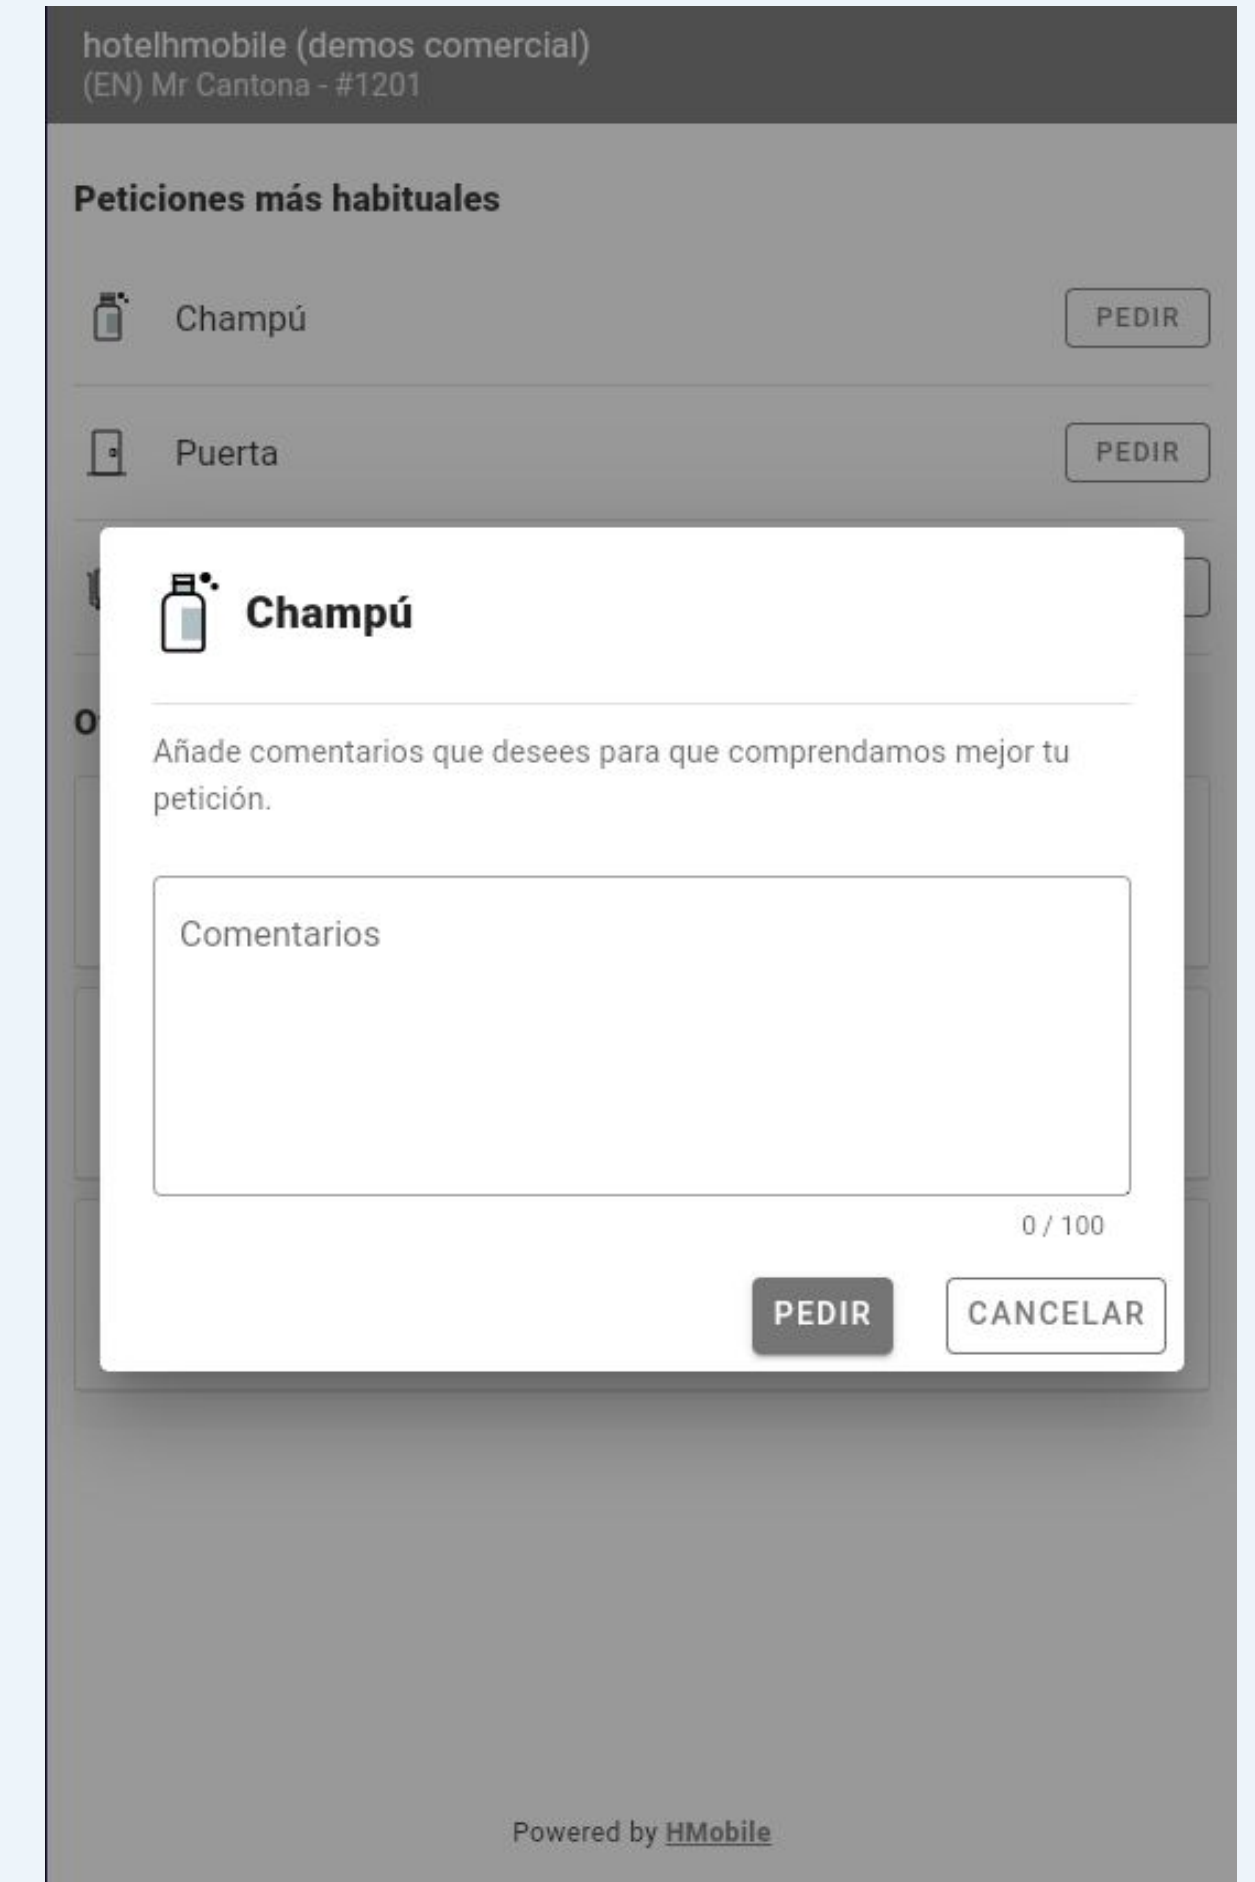 hotelhmobile (demos comercial)
(EN) Mr Cantona - #1201
Peticiones más habituales
Champú
PEDIR
Puerta
PEDIR
Champú
Añade comentarios que desees para que comprendamos mejor tu
petición.
Comentarios
0 / 100
PEDIR
CANCELAR
Powered by HMobile